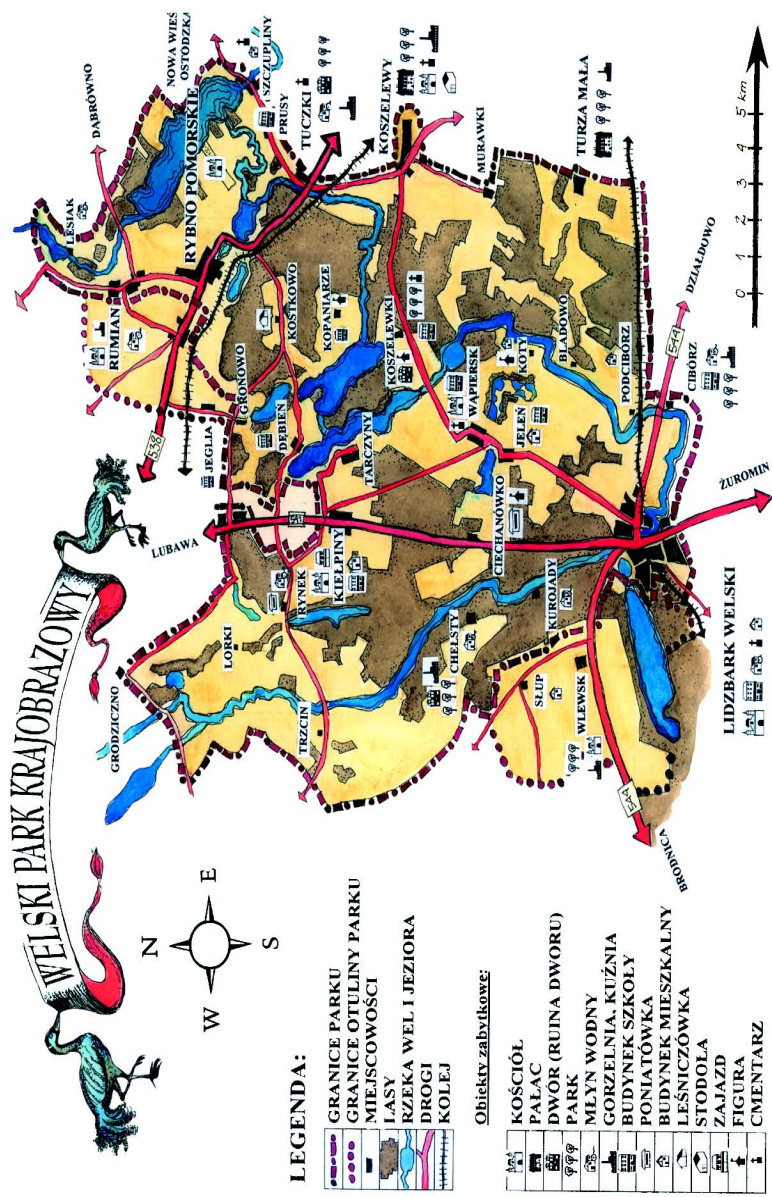 WELSKI PARK KRAJOBRAZOWY
N
W
E
S
LEGENDA:
GRANICE PARKU
GRANICE OTULINY PARKU
MIEJSCOWOŚCI
LASY
RZEKA WEL I JEZIORA
DROGI
KOLEJ
Obiekty zabytkowe:
KOŚCIÓŁ
PAŁAC
DWÓR (RUINA DWORU)
PARK
MŁYN WODNY
GORZELNIA, KUŹNIA
BUDYNEK SZKOŁY
PONIATÓWKA
BUDYNEK MIESZKALNY
LEŚNICZÓWKA
STODOŁA
ZAJAZD
FIGURA
CMENTARZ
GRODZICZNO
LORKI
TRZCIN
RYNEK
KIEŁPINY
LUBAWA
538
JEGLIA
GRONOWO
DĘBIEŃ
TARCZYNY
KOSTKOWO
KOPANIARZE
RUMIAN
LESIAK
DĄBRÓWNO
RYBNO POMORSKIE
NOWA WIEŚ
OSTODZKA
SZCZUPLINY
PRUSY
TUCZKI
KOSZELEWY
MURAWKI
KOSZELEWKI
WĄPIERSK
KOTY
JELEŃ
CIECHANÓWKO
CHEŁSTY
KUROJADY
SŁUP
WLEWSK
544
BRODNICA
LIDZBARK WELSKI
BLADOWO
PODCIBORZ
TURZA MAŁA
544
DZIAŁDOWO
CIBÓRZ
ŻUROMIN
0 1 2 3 4 5 km